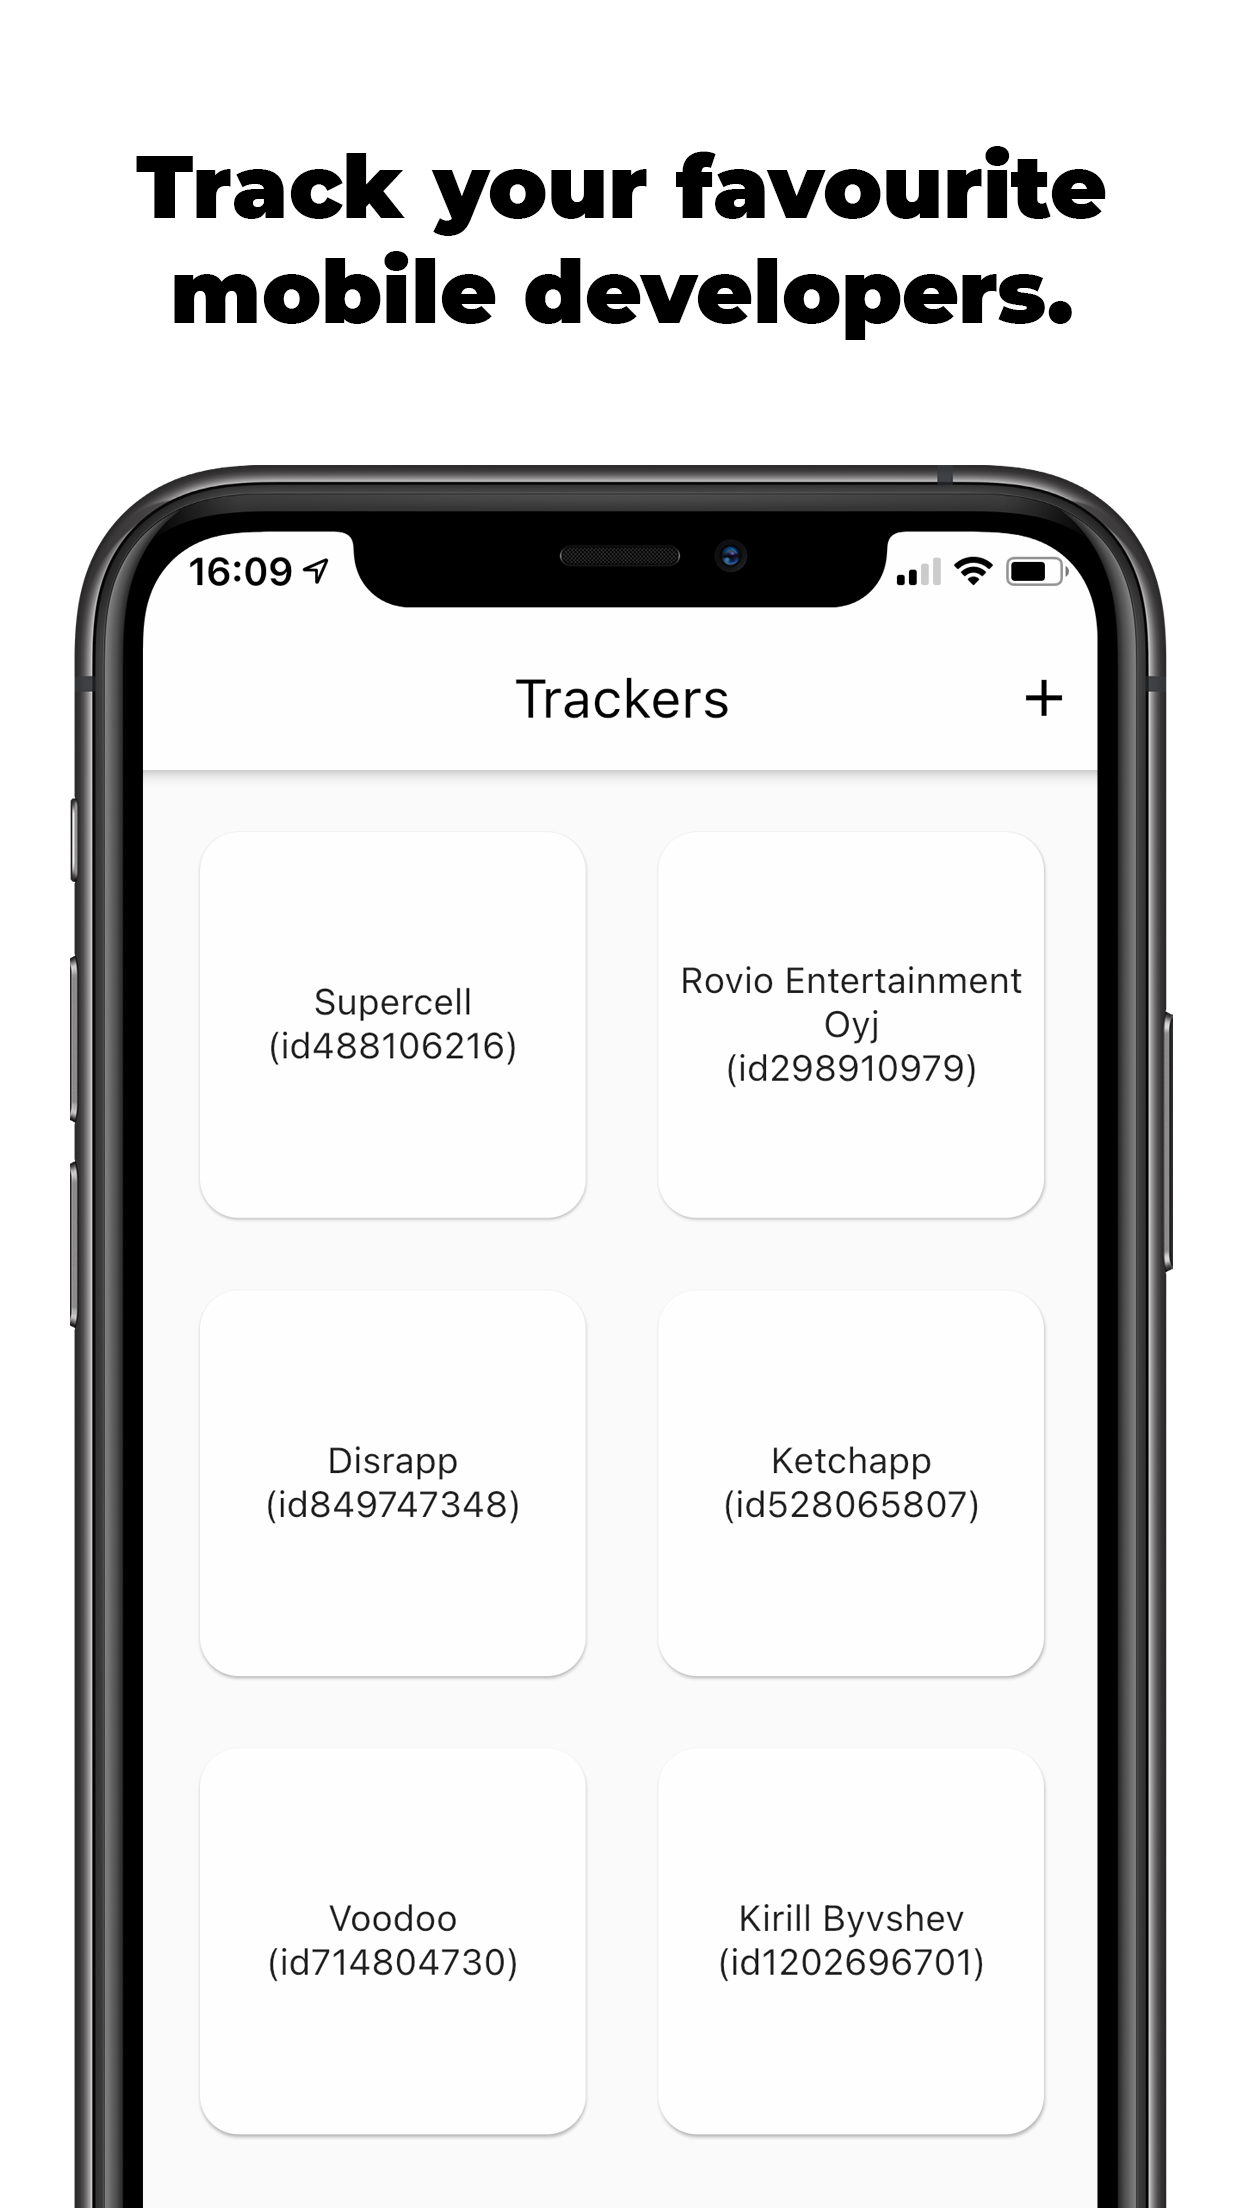 Track your favourite
mobile developers.
16:09
Trackers
+
Supercell
(id488106216)
Rovio Entertainment
Oyj
(id298910979)
Disrapp
(id849747348)
Ketchapp
(id528065807)
Voodoo
(id714804730)
Kirill Byvshev
(id1202696701)